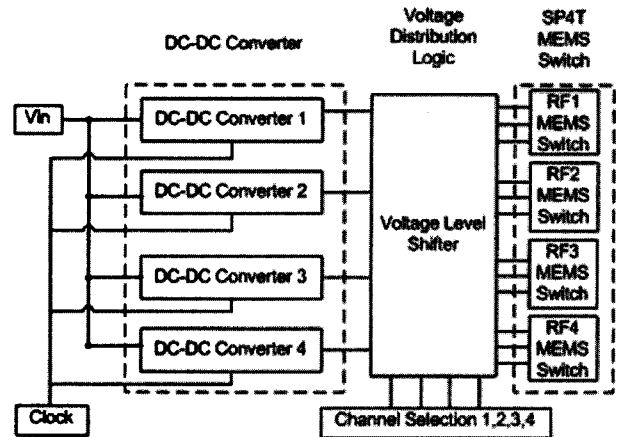 DC-DC Converter
Voltage
Distribution
Logic
SP4T
MEMS
Switch
Vin
DC-DC Converter 1
DC-DC Converter 2
DC-DC Converter 3
DC-DC Converter 4
Voltage Level
Shifter
RF1
MEMS
Switch
RF2
MEMS
Switch
RF3
MEMS
Switch
RF4
MEMS
Switch
Clock
Channel Selection 1,2,3,4